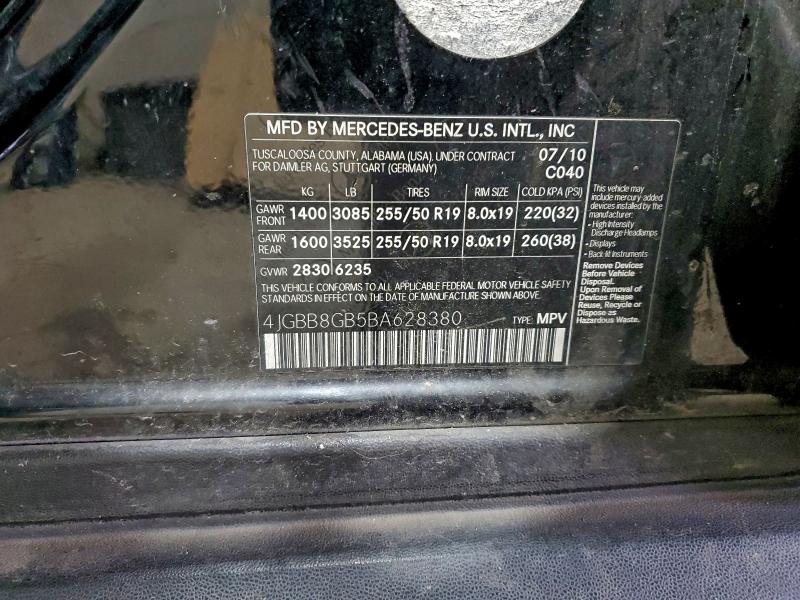 MFD BY MERCEDES-BENZ U.S. INTL., INC
TUSCALOOSA COUNTY, ALABAMA (USA). UNDER CONTRACT
FOR DAIMLER AG, STUTTGART (GERMANY)
07/10
C040
KG LB TIRES RIM SIZE COLD KPA (PSI)
GAWR FRONT 1400 3085 255/50 R19 8.0x19 220(32)
GAWR REAR 1600 3525 255/50 R19 8.0x19 260(38)
GVWR 2830 6235
THIS VEHICLE CONFORMS TO ALL APPLICABLE FEDERAL MOTOR VEHICLE SAFETY
STANDARDS IN EFFECT ON THE DATE OF MANUFACTURE SHOWN ABOVE.
4JGBB8GB5BA628380 TYPE: MPV
This vehicle may
include mercury-added
devices installed by the
manufacturer:
- High Intensity
Discharge Headlamps
- Displays
- Back-lit Instruments
Remove Devices
Before Vehicle
Disposal.
Upon Removal of
Devices Please
Reuse, Recycle or
Dispose as
Hazardous Waste.